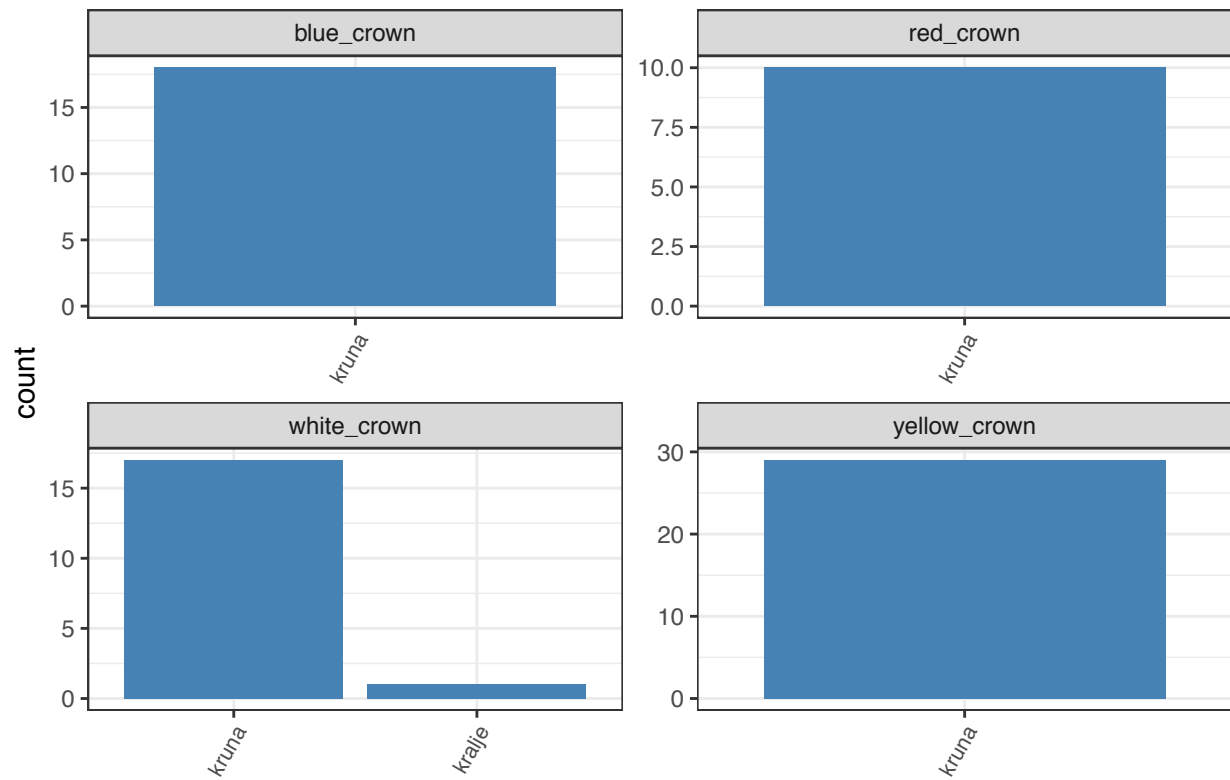 blue_crown
red_crown
15
10
5
0
10.0
7.5
5.0
2.5
0.0
kruna
kruna
count
white_crown
yellow_crown
15
10
5
0
30
20
10
0
kruna
kralje
kruna